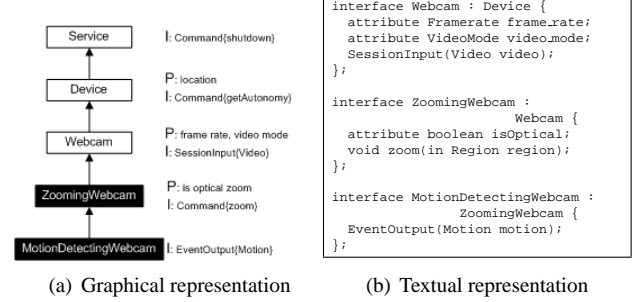 Service
I: Command{shutdown}
P: location
Device
I: Command{getAutonomy}
P: frame rate, video mode
Webcam
I: SessionInput{Video}
P: is optical zoom
ZoomingWebcam
I: Command{zoom}
MotionDetectingWebcam
I: EventOutput{Motion}
(a) Graphical representation
interface Webcam : Device {
attribute Framerate frame_rate;
attribute VideoMode video_mode;
SessionInput(Video video);
};
interface ZoomingWebcam :
Webcam {
attribute boolean isOptical;
void zoom(in Region region);
};
interface MotionDetectingWebcam :
ZoomingWebcam {
EventOutput(Motion motion);
};
(b) Textual representation